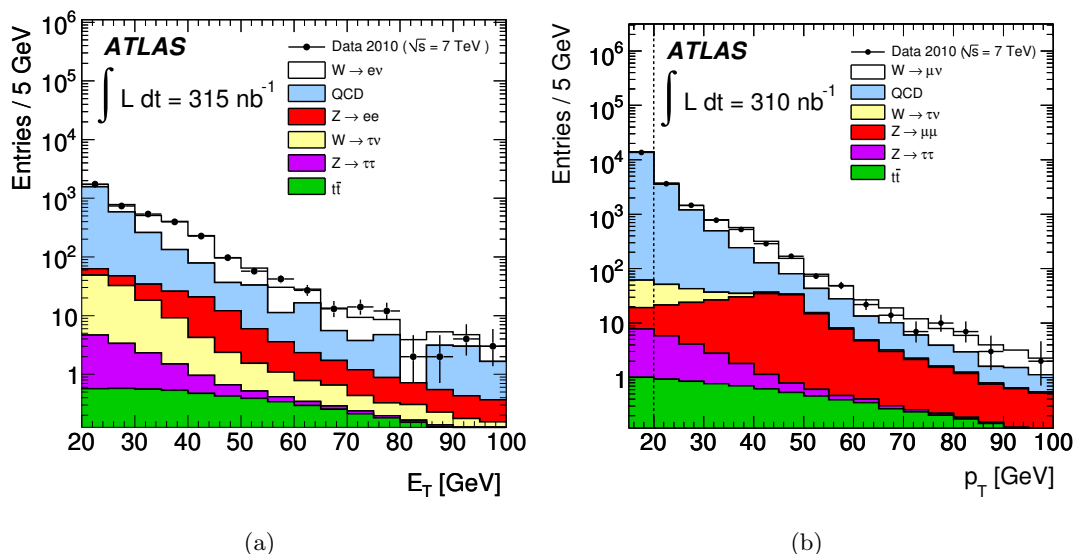 Entries / 5 GeV
10⁶
10⁵
10⁴
10³
10²
10
1
ATLAS
∫ L dt = 315 nb⁻¹
Data 2010 (√s = 7 TeV )
W → eν
QCD
Z → ee
W → τν
Z → ττ
tt̄
20 30 40 50 60 70 80 90 100
E_T [GeV]
(a)
Entries / 5 GeV
10⁶
10⁵
10⁴
10³
10²
10
1
ATLAS
∫ L dt = 310 nb⁻¹
Data 2010 (√s = 7 TeV)
W → μν
QCD
W → τν
Z → μμ
Z → ττ
tt̄
20 30 40 50 60 70 80 90 100
p_T [GeV]
(b)